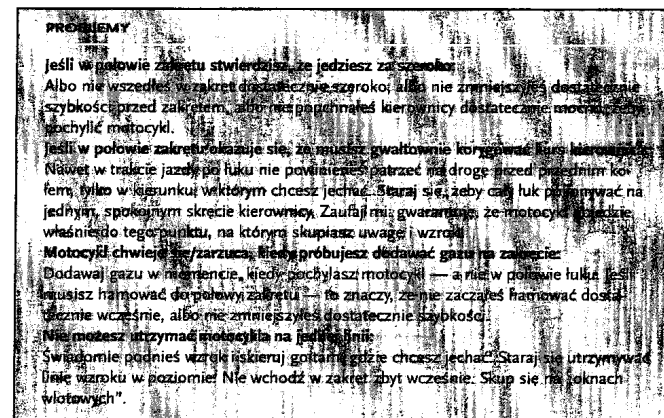 PROBLEMY
Jeśli w połowie zakrętu stwierdzisz, że jedziesz za szeroko:
Albo nie wszedłeś w zakręt dostatecznie szeroko, albo nie zmniejszyłeś dostatecznie
szybkości przed zakrętem, albo nie popchnąłeś kierownicy dostatecznie mocno, żeby
pochylić motocykl.
Jeśli w połowie zakrętu okazuje się, że musisz gwałtownie korygować kurs kierownicą:
Nawet w trakcie jazdy po łuku nie powinieneś patrzeć na drogę przed przednim ko-
łem, tylko w kierunku, w którym chcesz jechać. Staraj się, żeby cały łuk pokonywać na
jednym, spokojnym skręcie kierownicy. Zaufaj mi: gwarantuję, że motocykl pojedzie
właśnie do tego punktu, na którym skupiasz uwagę i wzrok.
Motocykl chwieje się/zarzuca, kiedy próbujesz dodawać gazu na zakręcie:
Dodawaj gazu w momencie, kiedy pochylasz motocykl — a nie w połowie łuku. Jeśli
musisz hamować do połowy zakrętu — to znaczy, że nie zacząłeś hamować dosta-
tecznie wcześnie, albo nie zmniejszyłeś dostatecznie szybkości.
Nie możesz utrzymać motocykla na jednej linii:
Świadomie podnieś wzrok i skieruj go tam, gdzie chcesz jechać. Staraj się utrzymywać
linię wzroku w poziomie. Nie wchodź w zakręt zbyt wcześnie. Skup się na „oknach
wlotowych”.